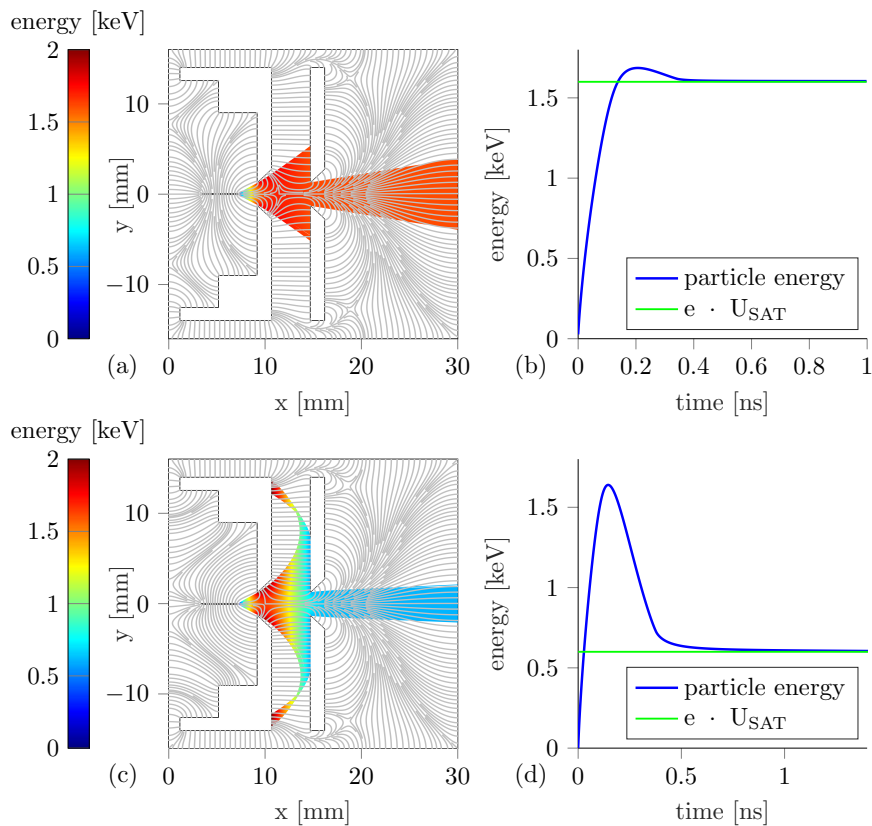 energy [keV]
2
1.5
1
0.5
0
10
0
−10
y [mm]
0
10
20
30
x [mm]
(a)
1.5
1
0.5
0
energy [keV]
particle energy
e · U_SAT
0
0.2
0.4
0.6
0.8
1
time [ns]
(b)
energy [keV]
2
1.5
1
0.5
0
10
0
−10
y [mm]
0
10
20
30
x [mm]
(c)
1.5
1
0.5
0
energy [keV]
particle energy
e · U_SAT
0
0.5
1
time [ns]
(d)